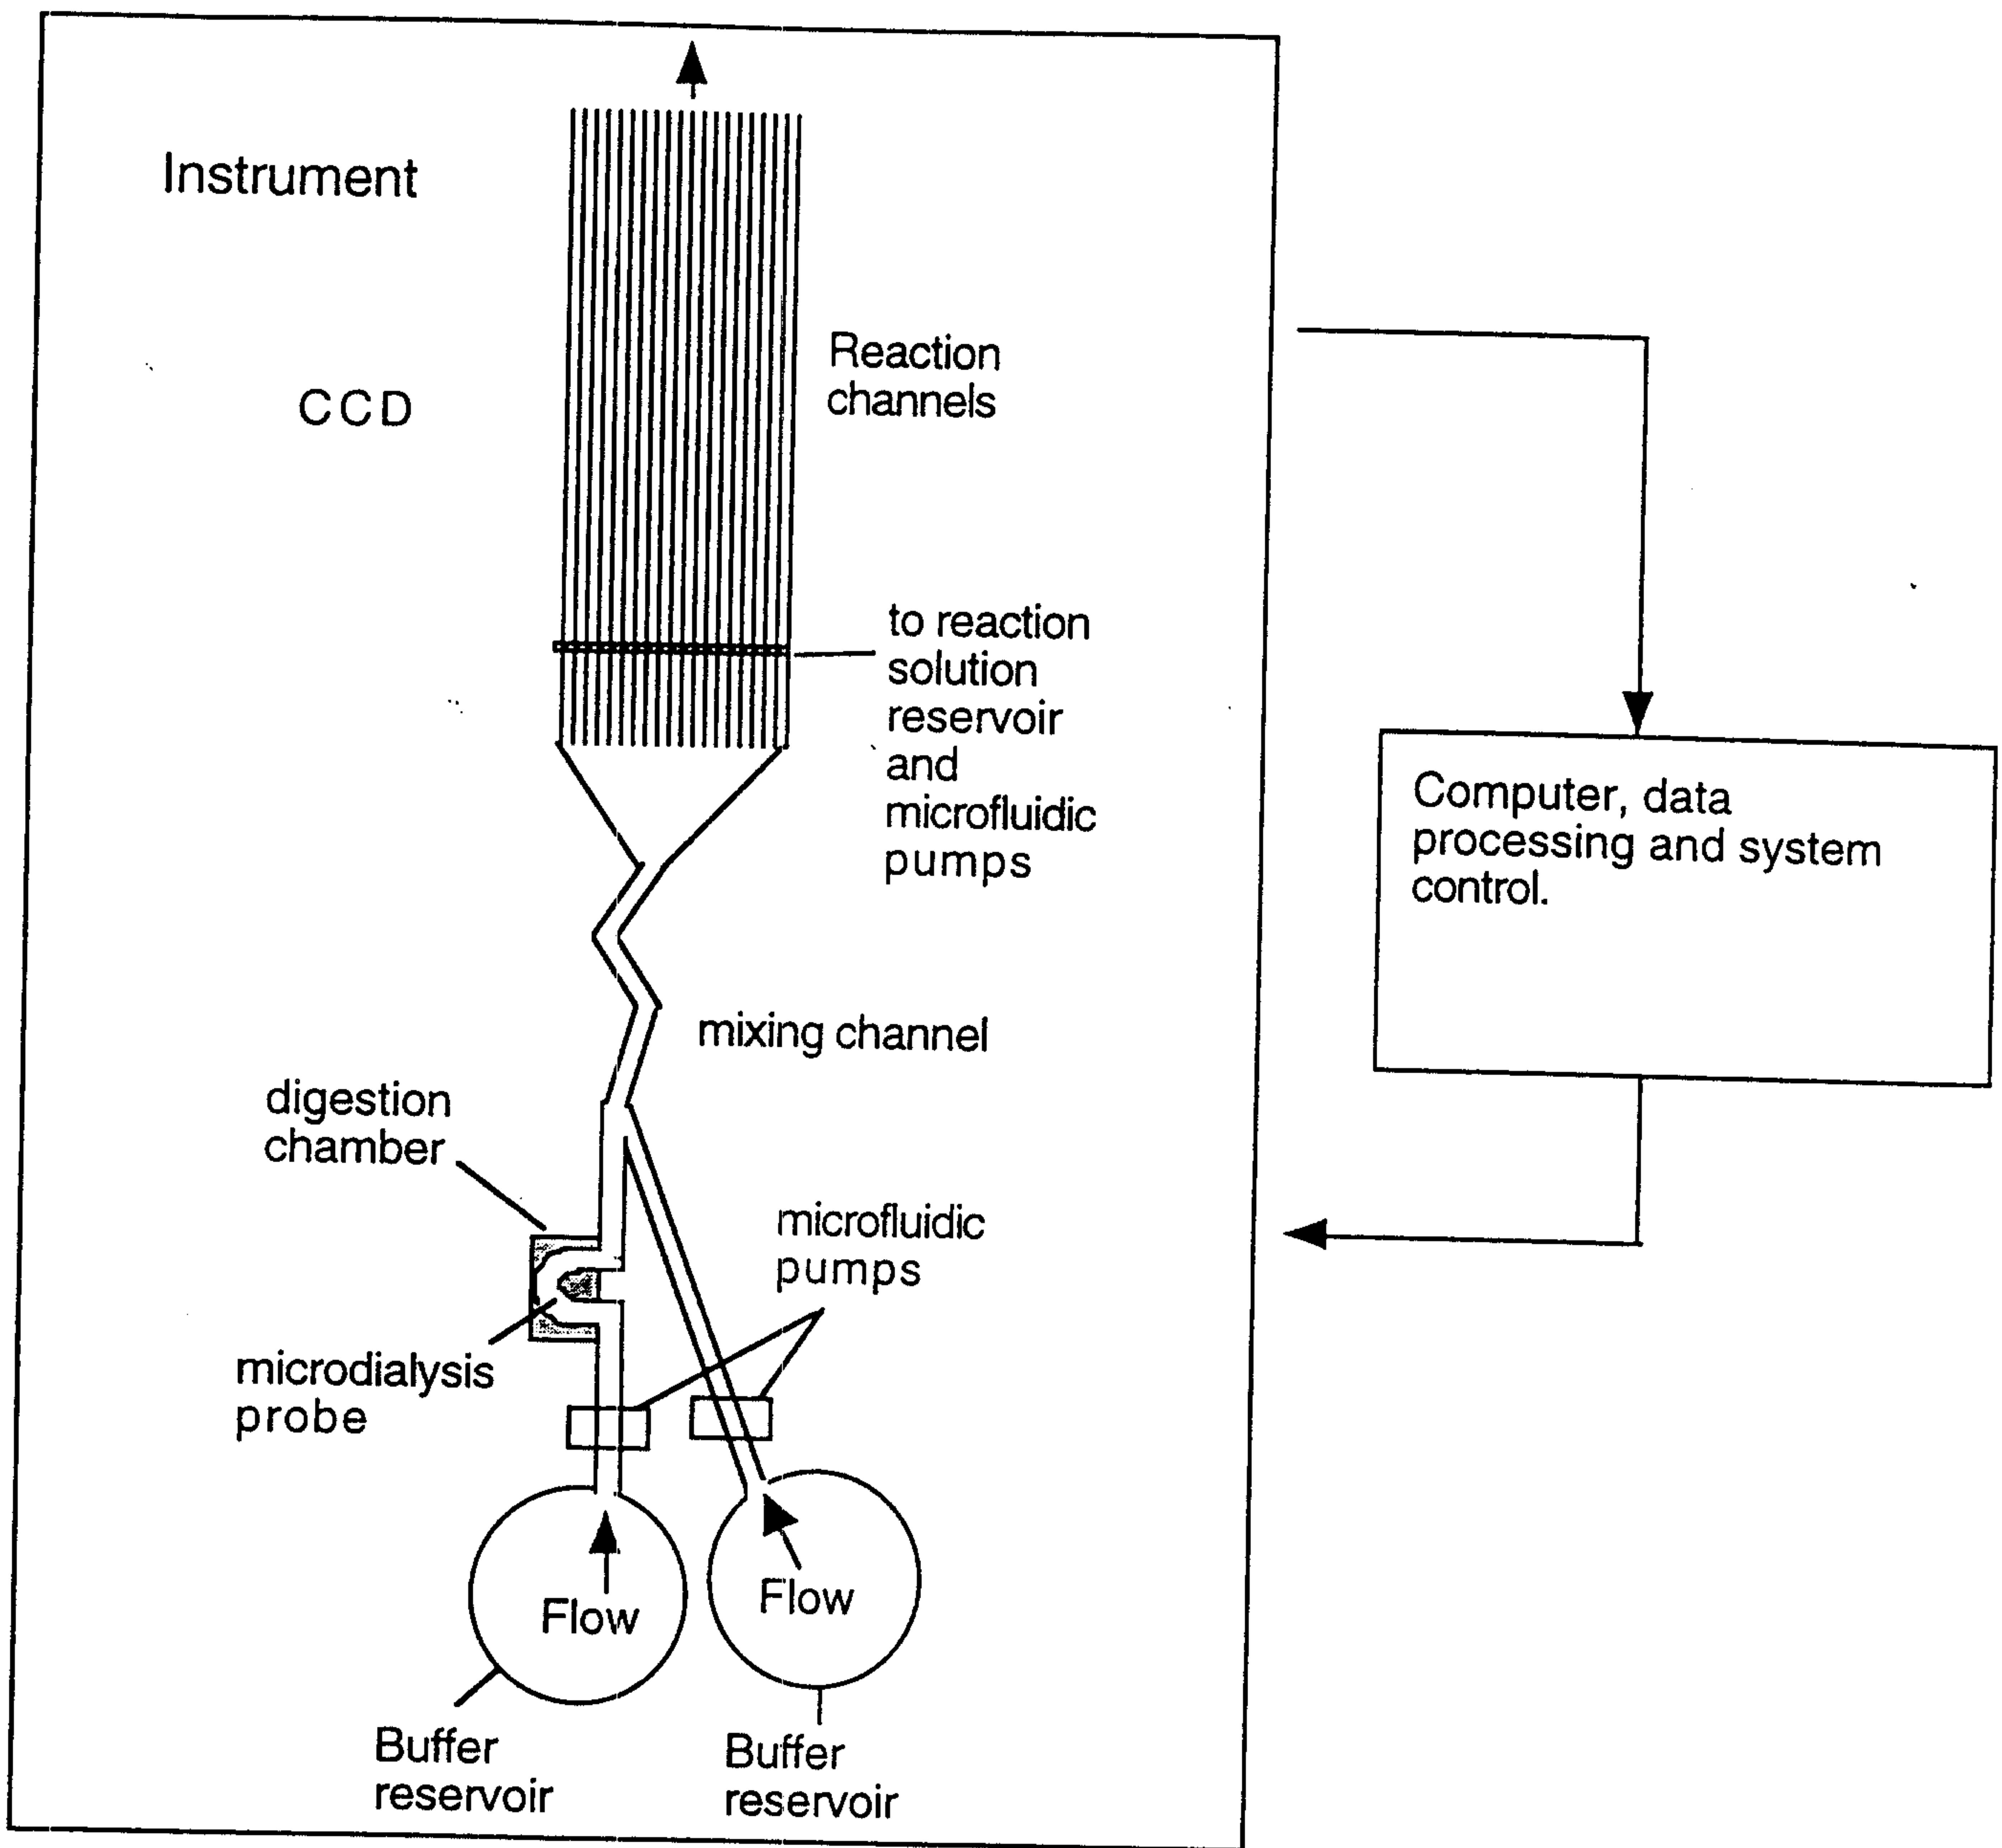 Instrument
CCD
Reaction
channels
to reaction
solution
reservoir
and
microfluidic
pumps
Computer, data
processing and system
control.
mixing channel
digestion
chamber
microfluidic
pumps
microdialysis
probe
Flow
Flow
Buffer
reservoir
Buffer
reservoir